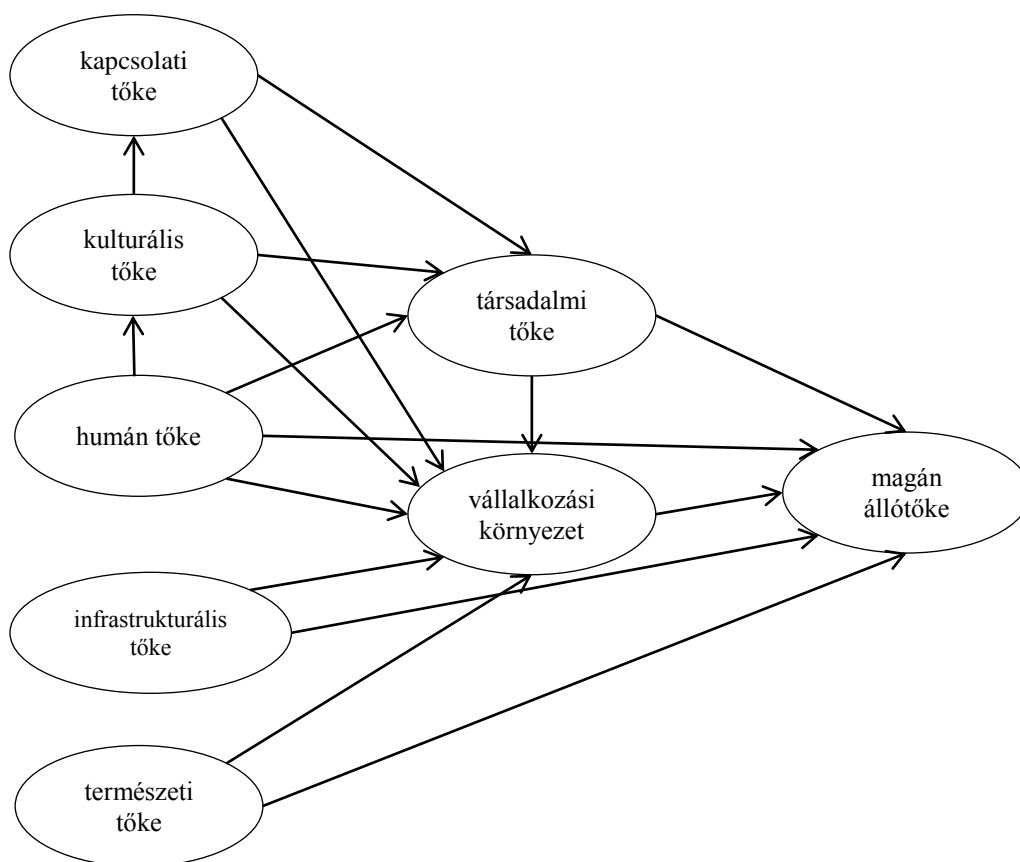 kapcsolati
tőke
kulturális
tőke
társadalmi
tőke
humán tőke
vállalkozási
környezet
magán
állótőke
infrastrukturális
tőke
természeti
tőke